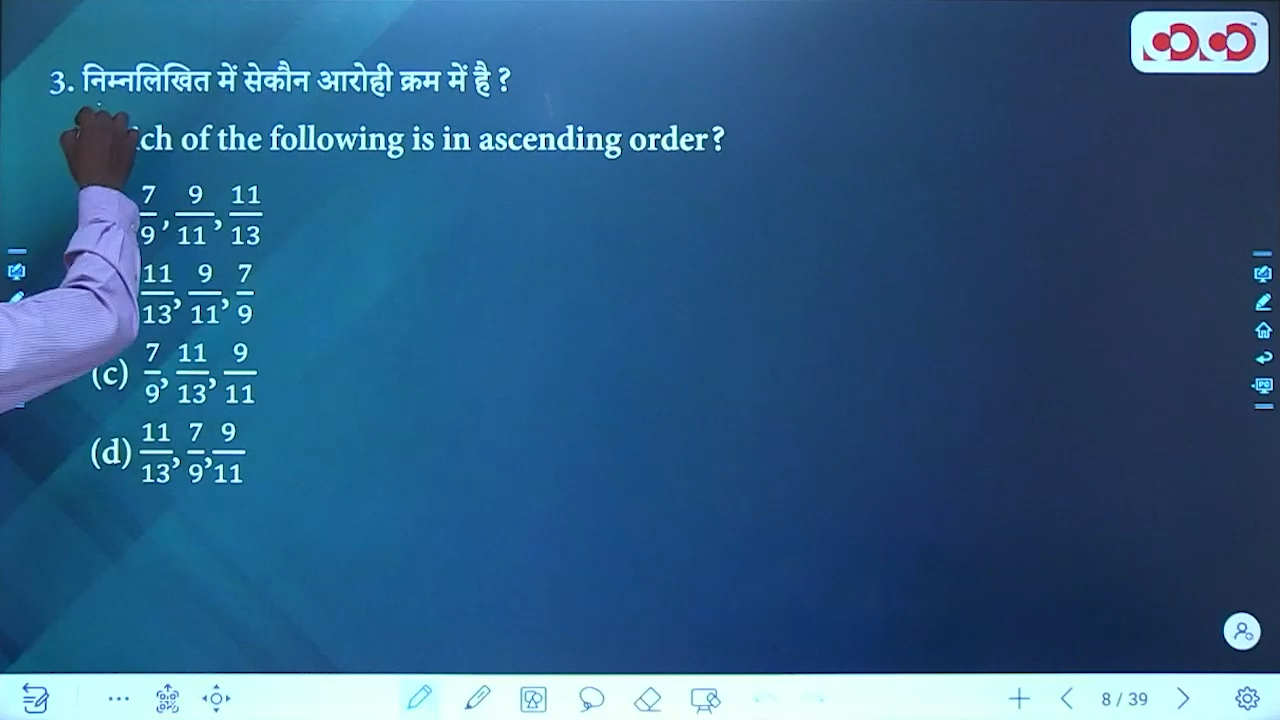 3. निम्नलिखित में सेकौन आरोही क्रम में है ?
of the following is in ascending order?
7/9, 9/11, 11/13
11/13, 9/11, 7/9
(c) 7/9, 11/13, 9/11
(d) 11/13, 7/9, 9/11
8 / 39